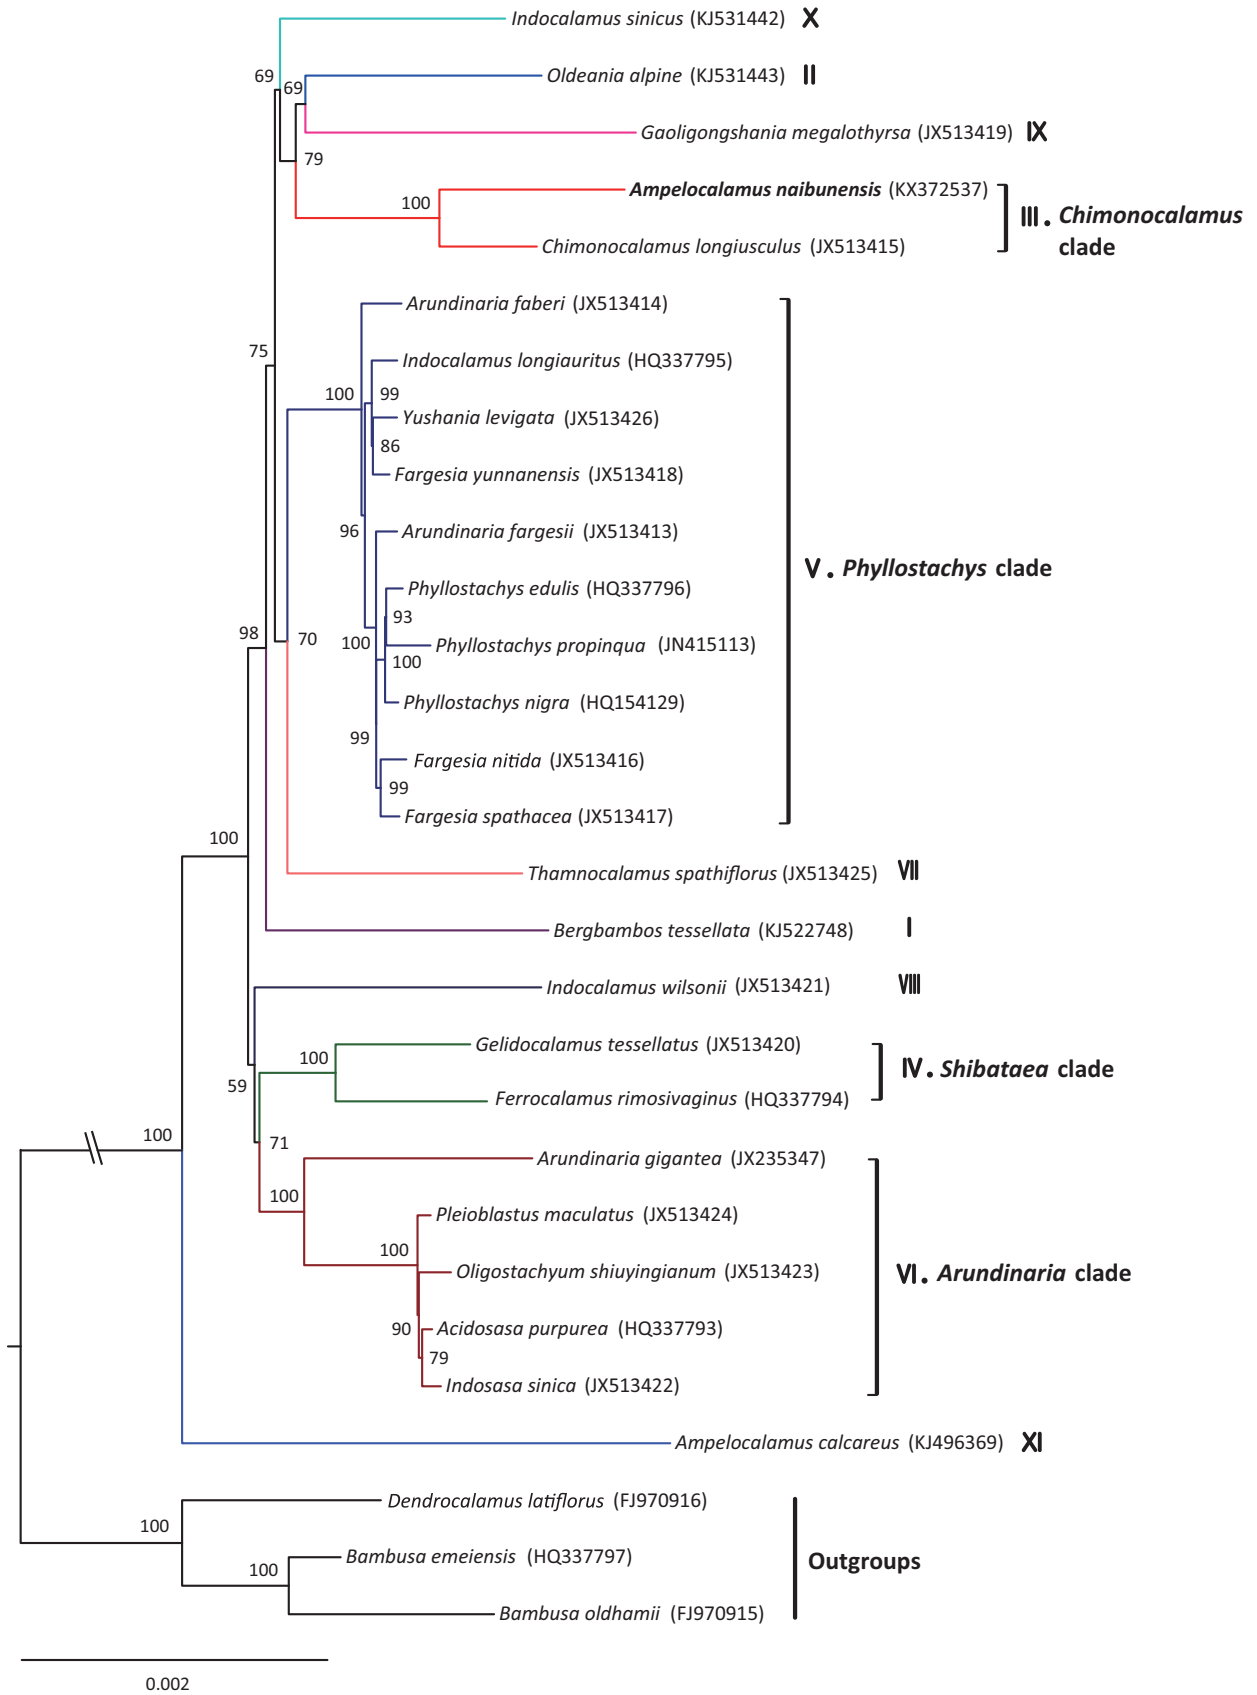 Indocalamus sinicus (KJ531442) X
69
Oldeania alpine (KJ531443) II
69
Gaoligongshania megalothyrsa (JX513419) IX
79
Ampelocalamus naibunensis (KX372537)
100
III. Chimonocalamus
clade
Chimonocalamus longiusculus (JX513415)
Arundinaria faberi (JX513414)
75
Indocalamus longiauritus (HQ337795)
100
99
Yushania levigata (JX513426)
86
Fargesia yunnanensis (JX513418)
96
Arundinaria fargesii (JX513413)
V. Phyllostachys clade
Phyllostachys edulis (HQ337796)
93
98
70
100
Phyllostachys propinqua (JN415113)
100
Phyllostachys nigra (HQ154129)
99
Fargesia nitida (JX513416)
99
Fargesia spathacea (JX513417)
100
Thamnocalamus spathiflorus (JX513425) VII
Bergbambos tessellata (KJ522748) I
Indocalamus wilsonii (JX513421) VIII
Gelidocalamus tessellatus (JX513420)
100
IV. Shibataea clade
59
Ferrocalamus rimosivaginus (HQ337794)
100
71
Arundinaria gigantea (JX235347)
100
Pleioblastus maculatus (JX513424)
100
Oligostachyum shiuyingianum (JX513423)
VI. Arundinaria clade
90
Acidosasa purpurea (HQ337793)
79
Indosasa sinica (JX513422)
Ampelocalamus calcareus (KJ496369) XI
Dendrocalamus latiflorus (FJ970916)
100
Bambusa emeiensis (HQ337797)
Outgroups
100
Bambusa oldhamii (FJ970915)
0.002